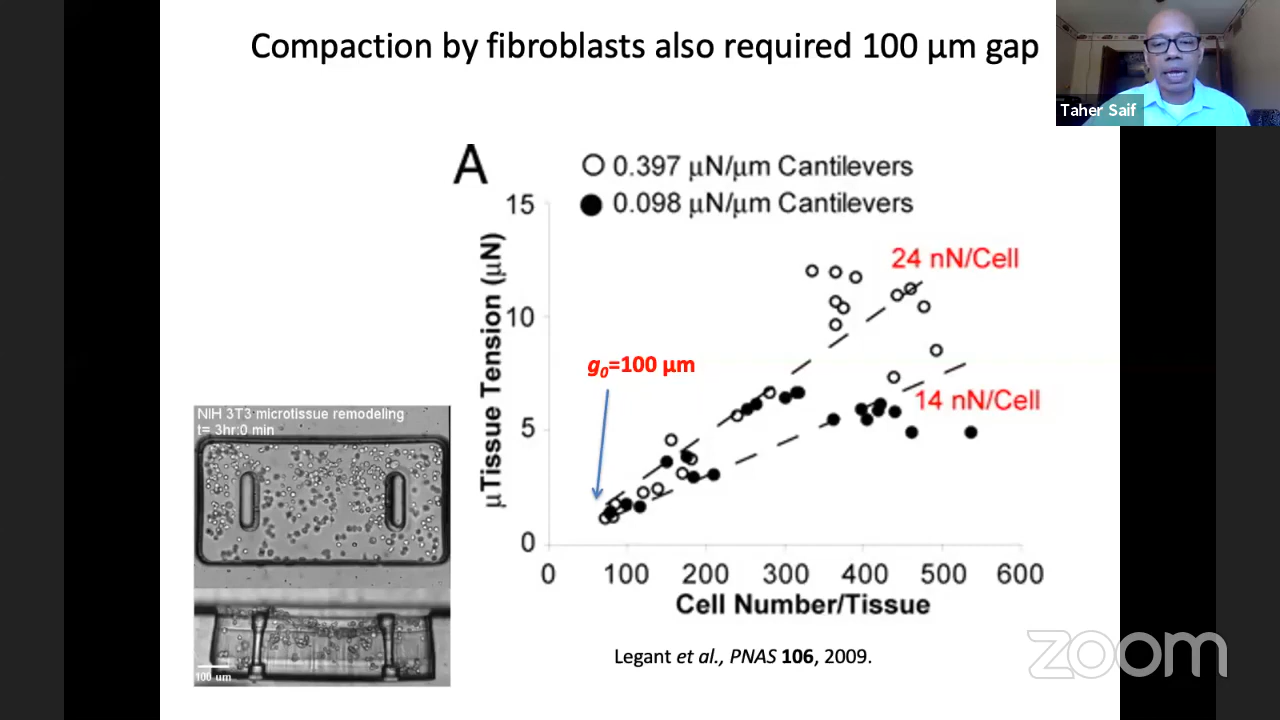 Compaction by fibroblasts also required 100 µm gap
Taher Saif
A
0.397 µN/µm Cantilevers
0.098 µN/µm Cantilevers
µTissue Tension (µN)
15
10
5
0
24 nN/Cell
14 nN/Cell
g0=100 µm
0 100 200 300 400 500 600
Cell Number/Tissue
NIH 3T3 microtissue remodeling
t= 3hr:0 min
100 um
Legant et al., PNAS 106, 2009.
zoom